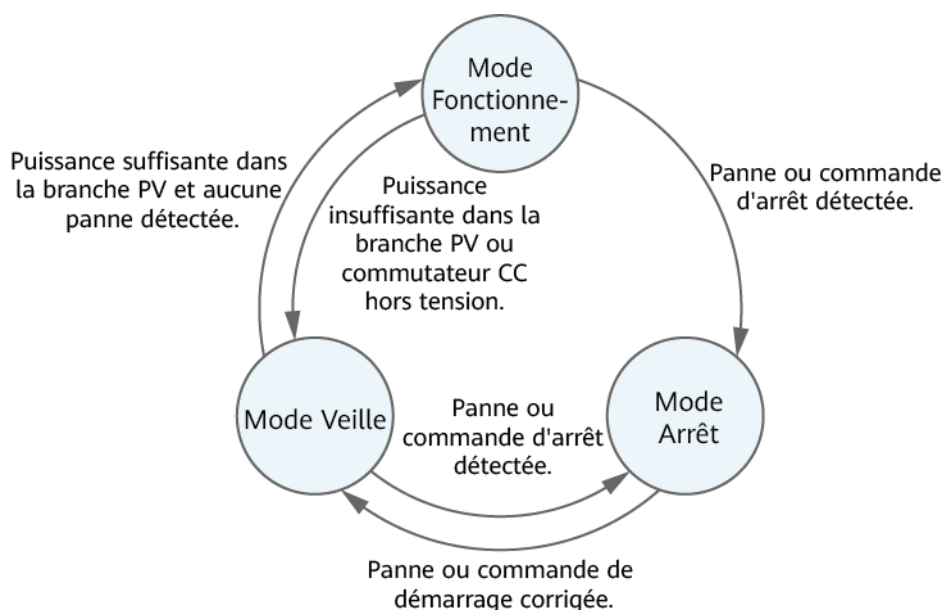 Mode
Fonctionne-
ment
Puissance suffisante dans
la branche PV et aucune
panne détectée.
Puissance
insuffisante dans la
branche PV ou
commutateur CC
hors tension.
Panne ou commande
d'arrêt détectée.
Mode Veille
Panne ou
commande d'arrêt
détectée.
Mode
Arrêt
Panne ou commande de
démarrage corrigée.